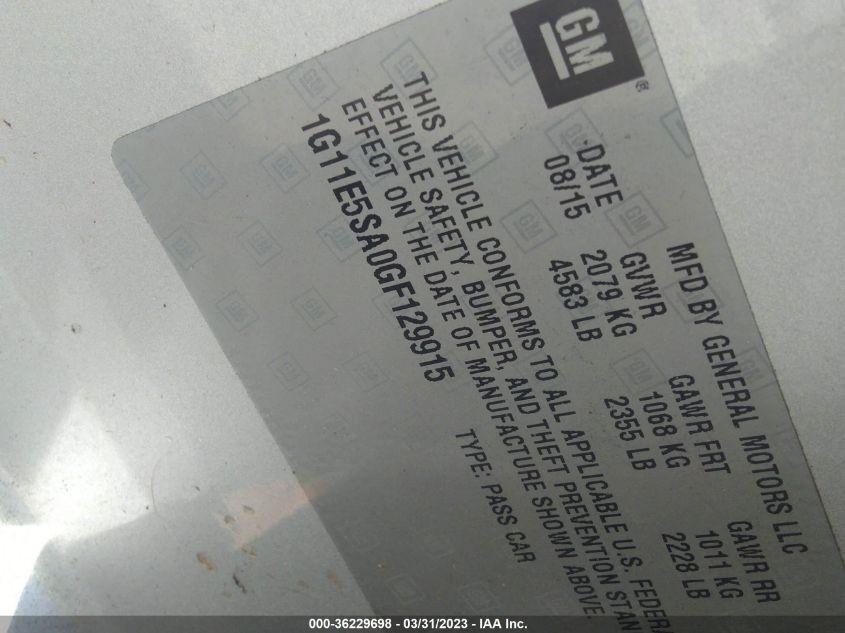 GM
®
MFD BY GENERAL MOTORS LLC
DATE GVWR GAWR FRT GAWR RR
08/15 2079 KG 1068 KG 1011 KG
4583 LB 2355 LB 2228 LB
THIS VEHICLE CONFORMS TO ALL APPLICABLE U.S. FEDERA
VEHICLE SAFETY, BUMPER, AND THEFT PREVENTION STAN
EFFECT ON THE DATE OF MANUFACTURE SHOWN ABOVE.
1G11E5SA0GF129915 TYPE: PASS CAR
000-36229698 - 03/31/2023 - IAA Inc.